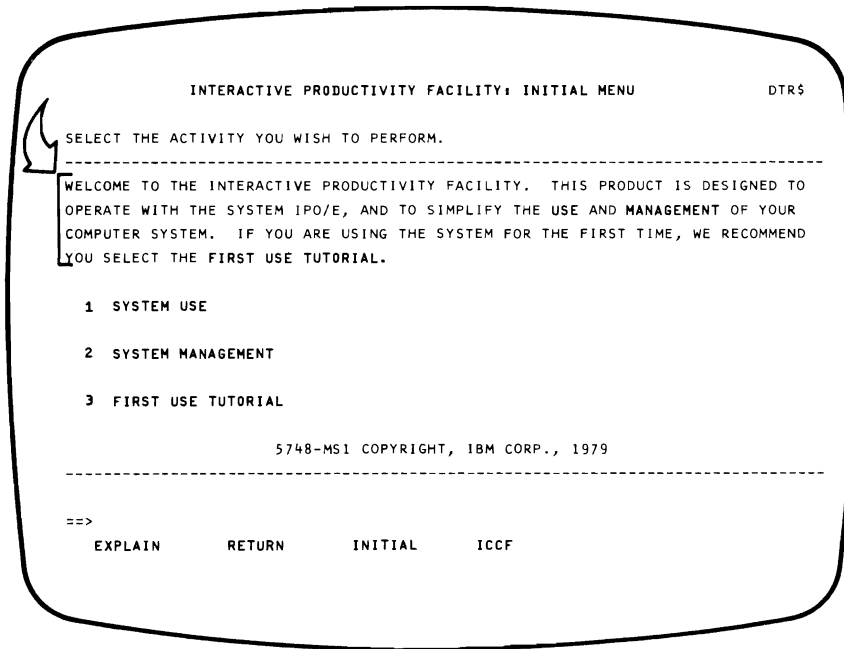 INTERACTIVE PRODUCTIVITY FACILITY: INITIAL MENU DTR$
SELECT THE ACTIVITY YOU WISH TO PERFORM.
--------------------------------------------------------------------------------
WELCOME TO THE INTERACTIVE PRODUCTIVITY FACILITY. THIS PRODUCT IS DESIGNED TO
OPERATE WITH THE SYSTEM IPO/E, AND TO SIMPLIFY THE USE AND MANAGEMENT OF YOUR
COMPUTER SYSTEM. IF YOU ARE USING THE SYSTEM FOR THE FIRST TIME, WE RECOMMEND
YOU SELECT THE FIRST USE TUTORIAL.
1 SYSTEM USE
2 SYSTEM MANAGEMENT
3 FIRST USE TUTORIAL
5748-MS1 COPYRIGHT, IBM CORP., 1979
--------------------------------------------------------------------------------
==>
EXPLAIN RETURN INITIAL ICCF